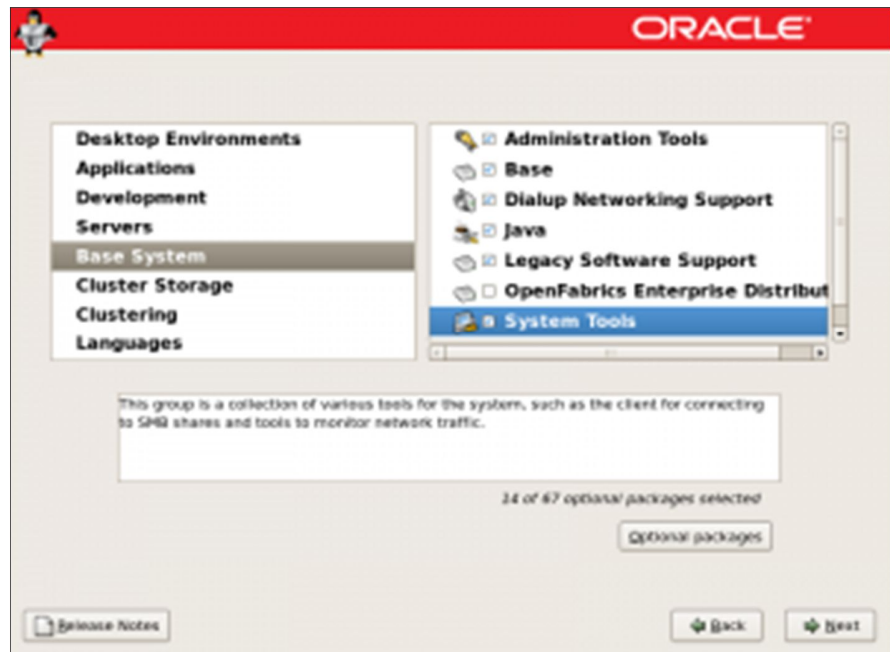 ORACLE
Desktop Environments
Applications
Development
Servers
Base System
Cluster Storage
Clustering
Languages
Administration Tools
Base
Dialup Networking Support
Java
Legacy Software Support
OpenFabrics Enterprise Distribut
System Tools
This group is a collection of various tools for the system, such as the client for connecting
to SMB shares and tools to monitor network traffic.
14 of 67 optional packages selected
Optional packages
Release Notes
Back
Next